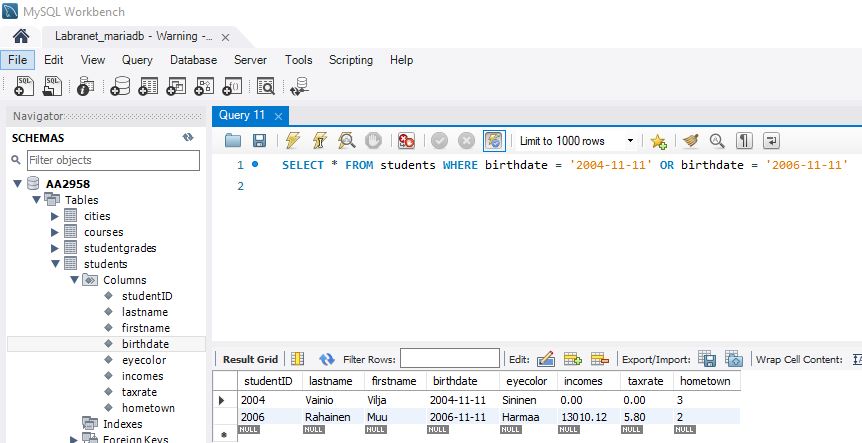 MySQL Workbench
Labranet_mariadb - Warning -... ×
File Edit View Query Database Server Tools Scripting Help
SQL SQL
Navigator
SCHEMAS
Filter objects
AA2958
Tables
cities
courses
studentgrades
students
Columns
studentID
lastname
firstname
birthdate
eyecolor
incomes
taxrate
hometown
Indexes
Foreign Keys
Query 11 ×
Limit to 1000 rows
1 SELECT * FROM students WHERE birthdate = '2004-11-11' OR birthdate = '2006-11-11'
2
Result Grid Filter Rows: Edit: Export/Import: Wrap Cell Content:
studentID lastname firstname birthdate eyecolor incomes taxrate hometown
2004 Vainio Vilja 2004-11-11 Sininen 0.00 0.00 3
2006 Rahainen Muu 2006-11-11 Harmaa 13010.12 5.80 2
NULL NULL NULL NULL NULL NULL NULL NULL